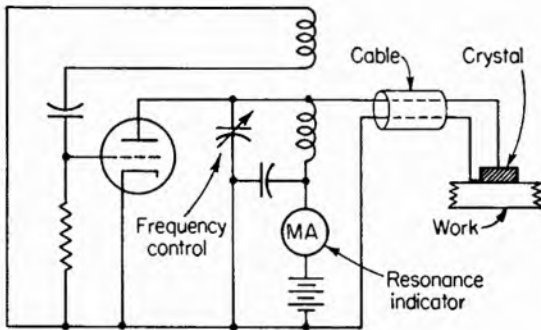 Cable
Crystal
Frequency
control
MA
Work
Resonance
indicator